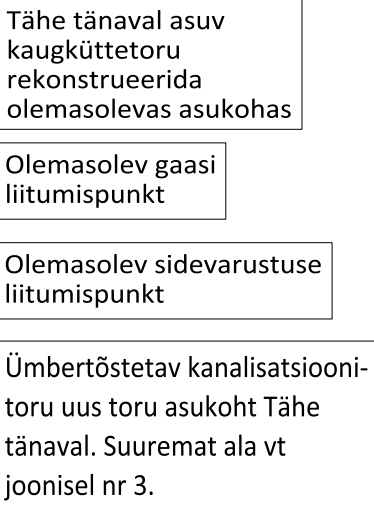 Tähe tänaval asuv
kaugküttetoru
rekonstrueerida
olemasolevas asukohas
Olemasolev gaasi
liitumispunkt
Olemasolev sidevarustuse
liitumispunkt
Ümbertõstetav kanalisatsiooni-
toru uus toru asukoht Tähe
tänaval. Suuremat ala vt
joonisel nr 3.